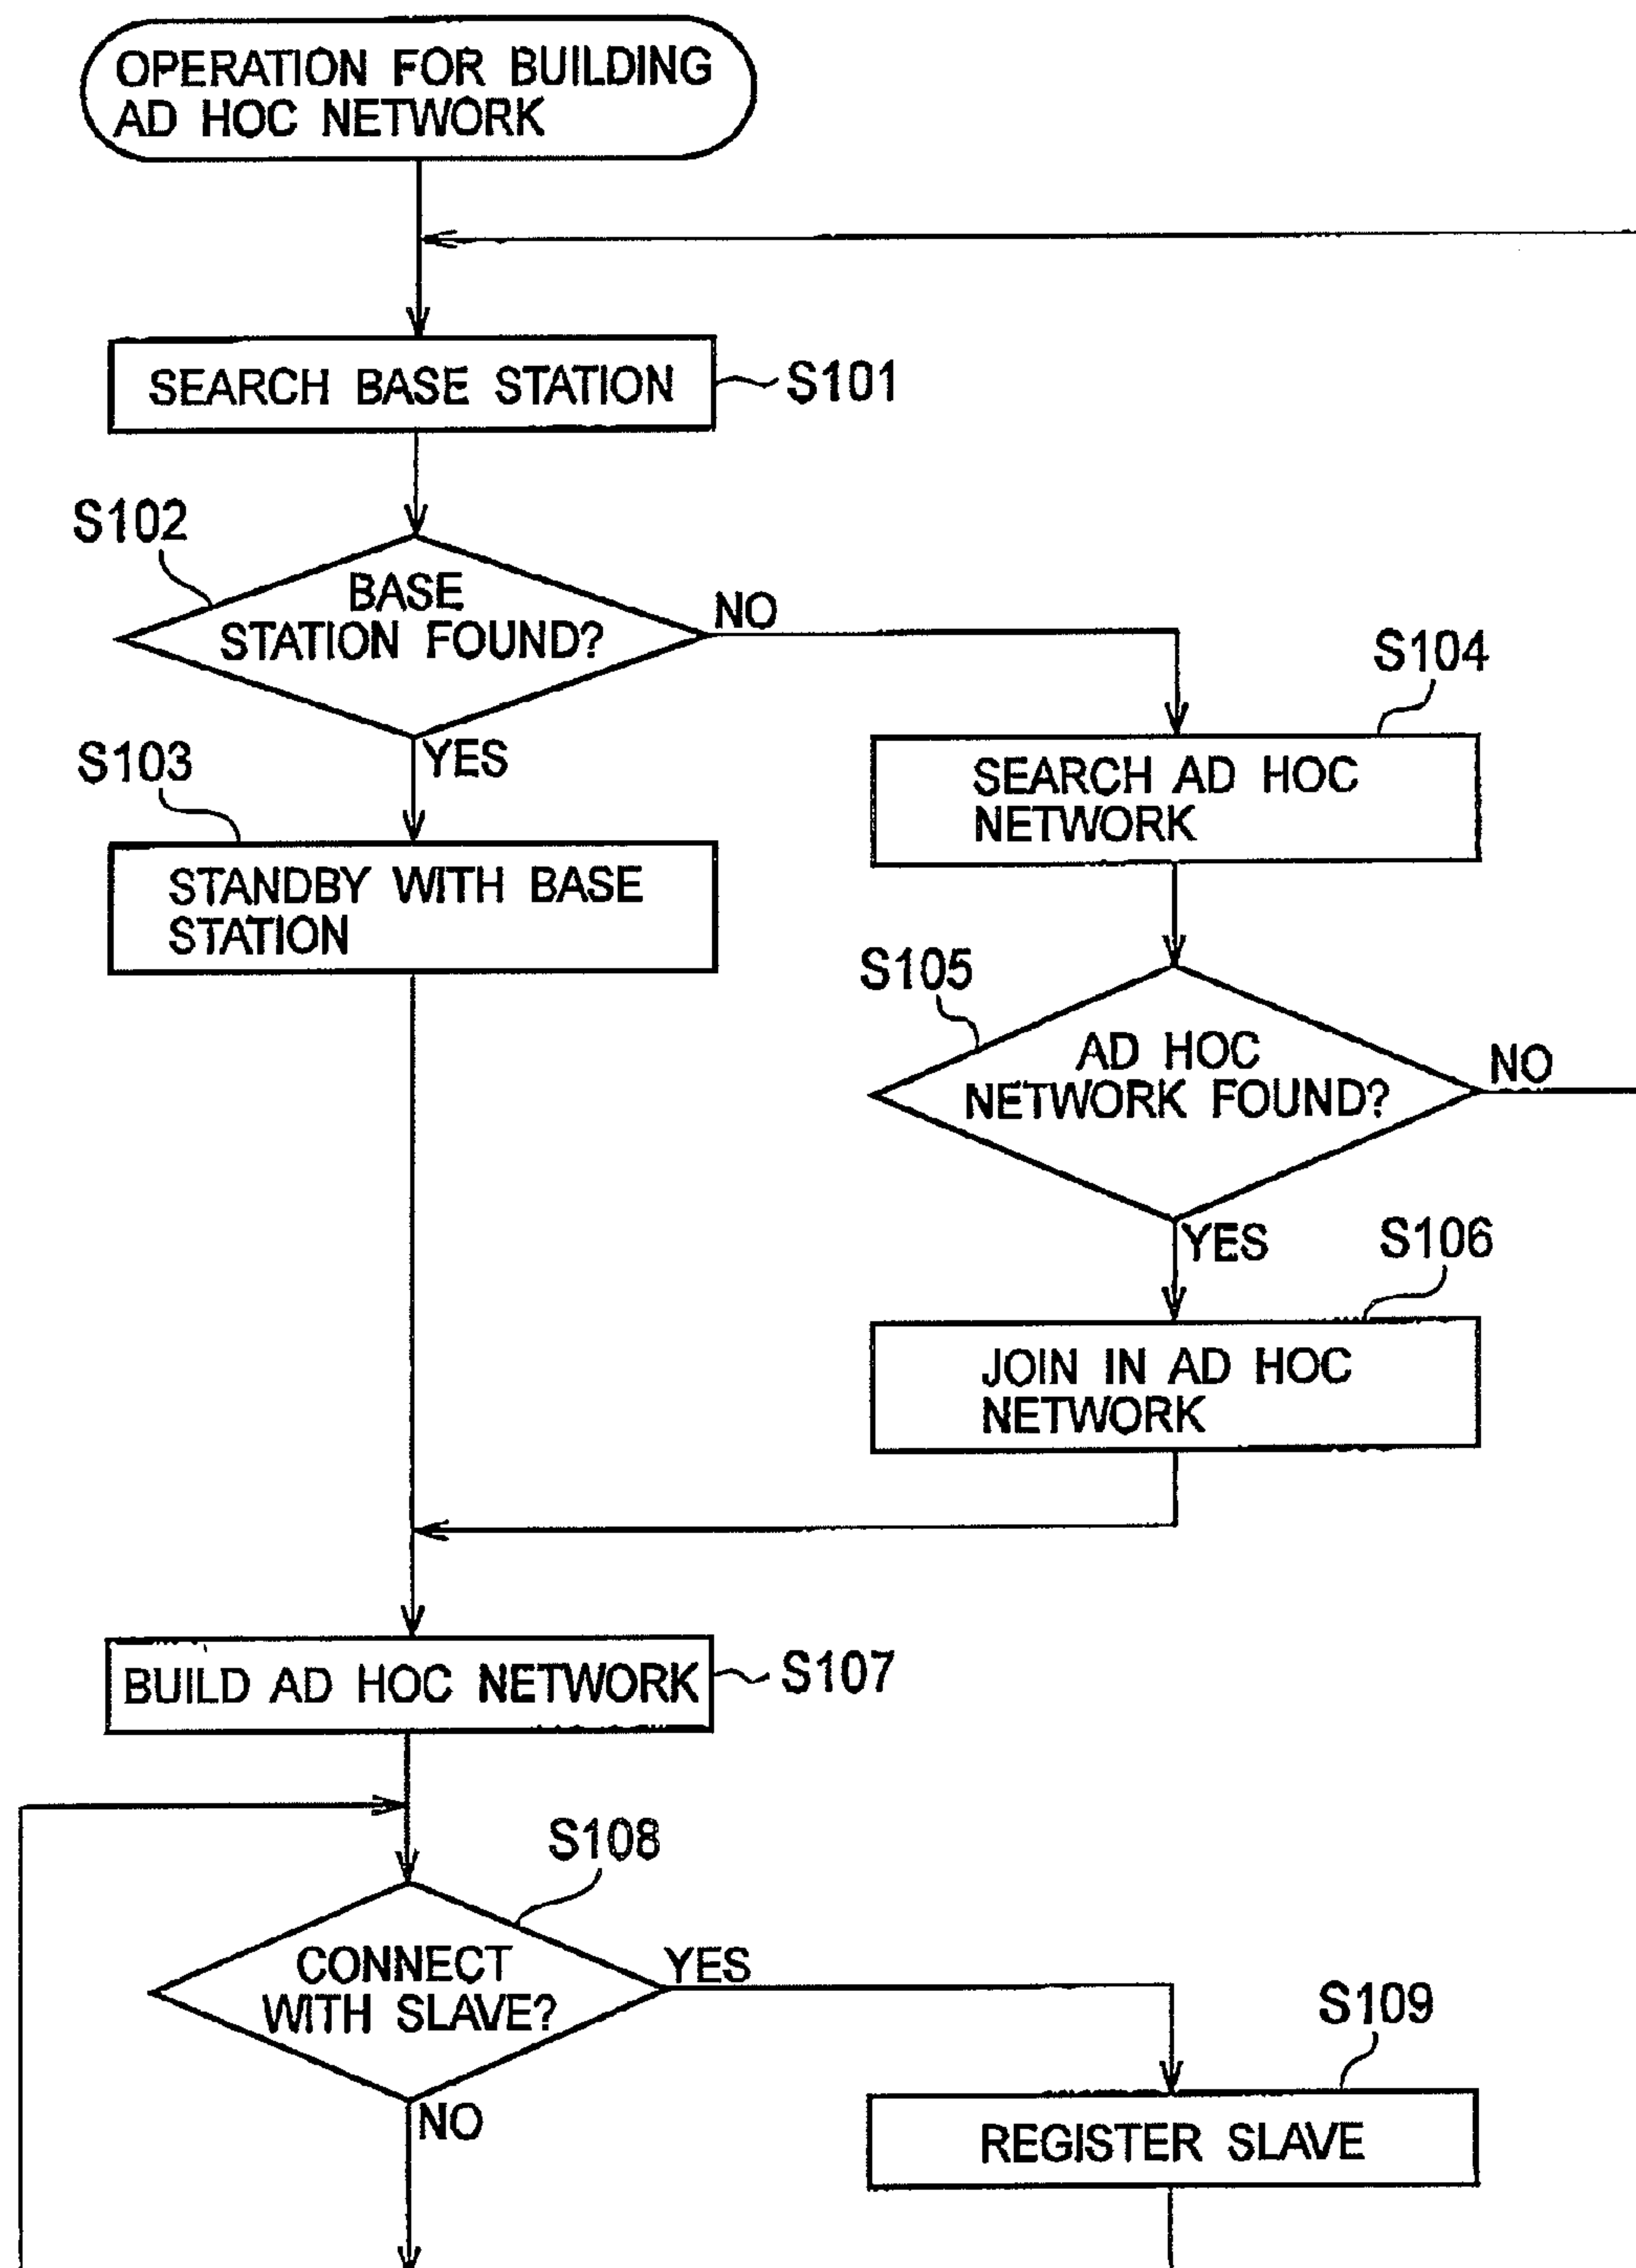 OPERATION FOR BUILDING
AD HOC NETWORK
SEARCH BASE STATION
S101
S102
BASE
STATION FOUND?
NO
YES
S103
STANDBY WITH BASE
STATION
S104
SEARCH AD HOC
NETWORK
S105
AD HOC
NETWORK FOUND?
NO
YES
S106
JOIN IN AD HOC
NETWORK
BUILD AD HOC NETWORK
S107
S108
CONNECT
WITH SLAVE?
YES
NO
S109
REGISTER SLAVE